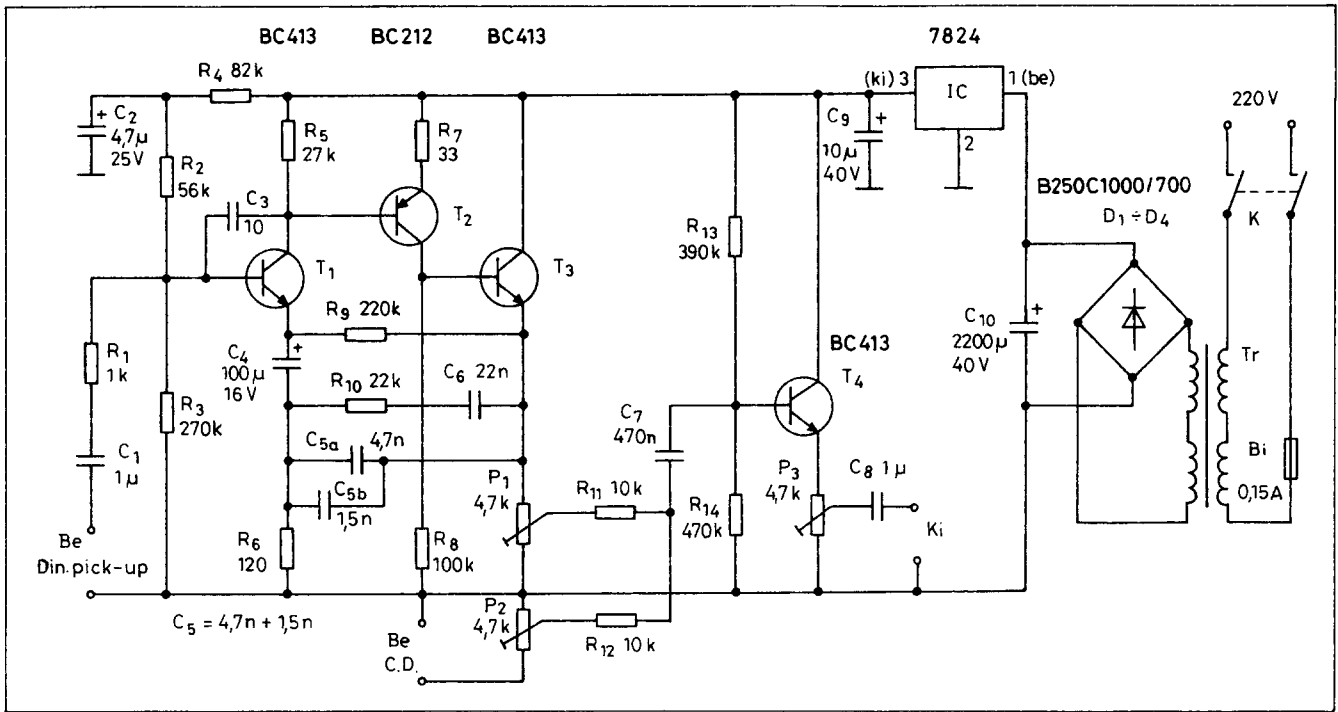 BC413 BC212 BC413 7824
R4 82k
(ki) 3
1 (be)
IC
2
+ C2
4,7µ
25V
R5
27k
R7
33
C9 +
10µ
40V
220V
R2
56k
C3
10
T2
B250C1000/700
D1 ÷ D4
K
R13
390k
T1
T3
R9 220k
C10 +
2200µ
40V
Tr
R1
1k
C4 +
100µ
16V
R10 22k
C6 22n
BC413
T4
R3
270k
C7
470n
C1
1µ
C5a 4,7n
C5b
1,5n
P1
4,7k
R11 10k
R14
470k
P3
4,7k
C8 1µ
Bi
0,15A
Ki
Be
Din.pick-up
R6
120
R8
100k
C5 = 4,7n + 1,5n
P2
4,7k
R12 10k
Be
C.D.